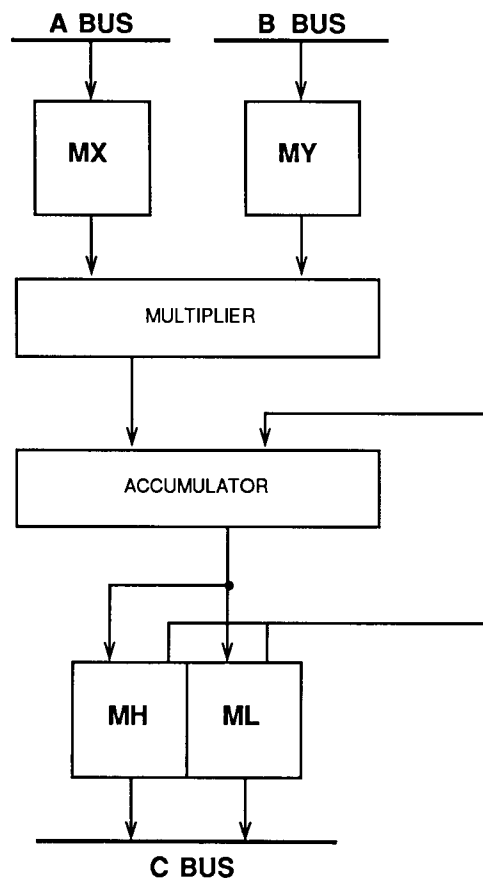 A BUS
B BUS
MX
MY
MULTIPLIER
ACCUMULATOR
MH
ML
C BUS